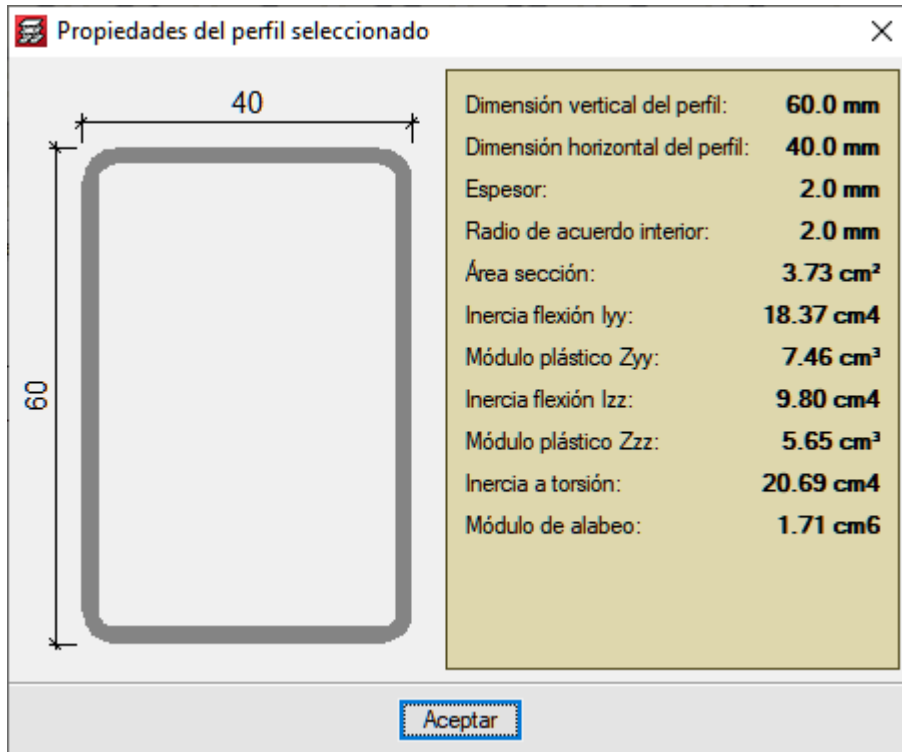 Propiedades del perfil seleccionado
40
60
Dimensión vertical del perfil: 60.0 mm
Dimensión horizontal del perfil: 40.0 mm
Espesor: 2.0 mm
Radio de acuerdo interior: 2.0 mm
Área sección: 3.73 cm²
Inercia flexión Iyy: 18.37 cm4
Módulo plástico Zyy: 7.46 cm³
Inercia flexión Izz: 9.80 cm4
Módulo plástico Zzz: 5.65 cm³
Inercia a torsión: 20.69 cm4
Módulo de alabeo: 1.71 cm6
Aceptar